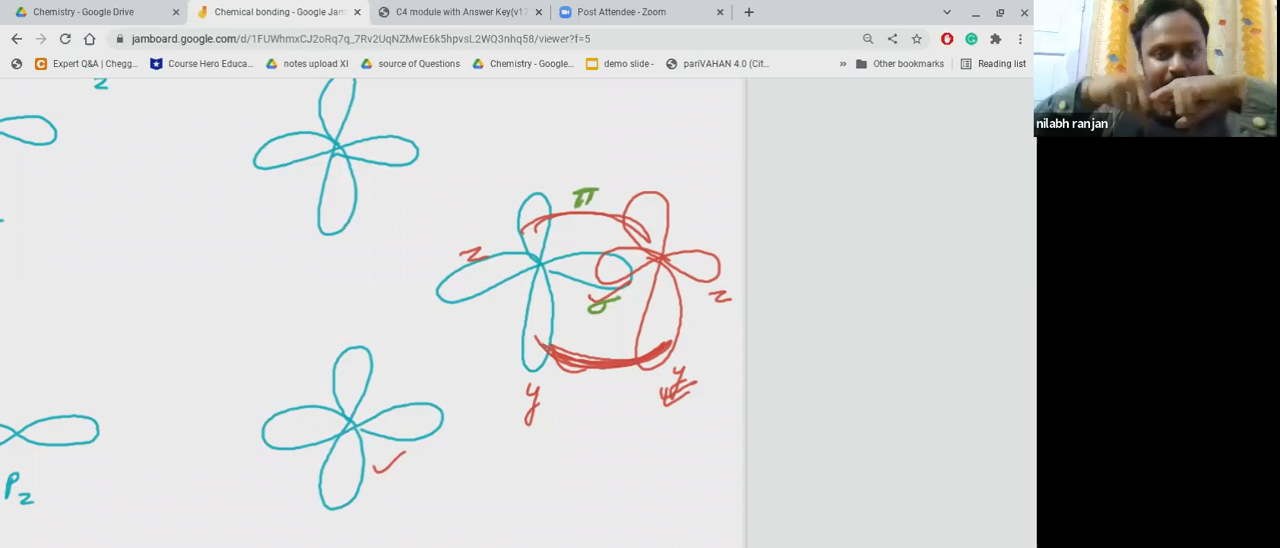 Chemistry - Google Drive
Chemical bonding - Google Jam
C4 module with Answer Key(v17
Post Attendee - Zoom
jamboard.google.com/d/1FUWhmxCJ2oRq7q_7Rv2UqNZMwE6k5hpvsL2WQ3nhq58/viewer?f=5
Expert Q&A | Chegg...
Course Hero Educa...
notes upload XI
source of Questions
Chemistry - Google...
demo slide -
pariVAHAN 4.0 (Cit...
»
Other bookmarks
Reading list
nilabh ranjan
z
π
z
σ
z
y
y
Pz